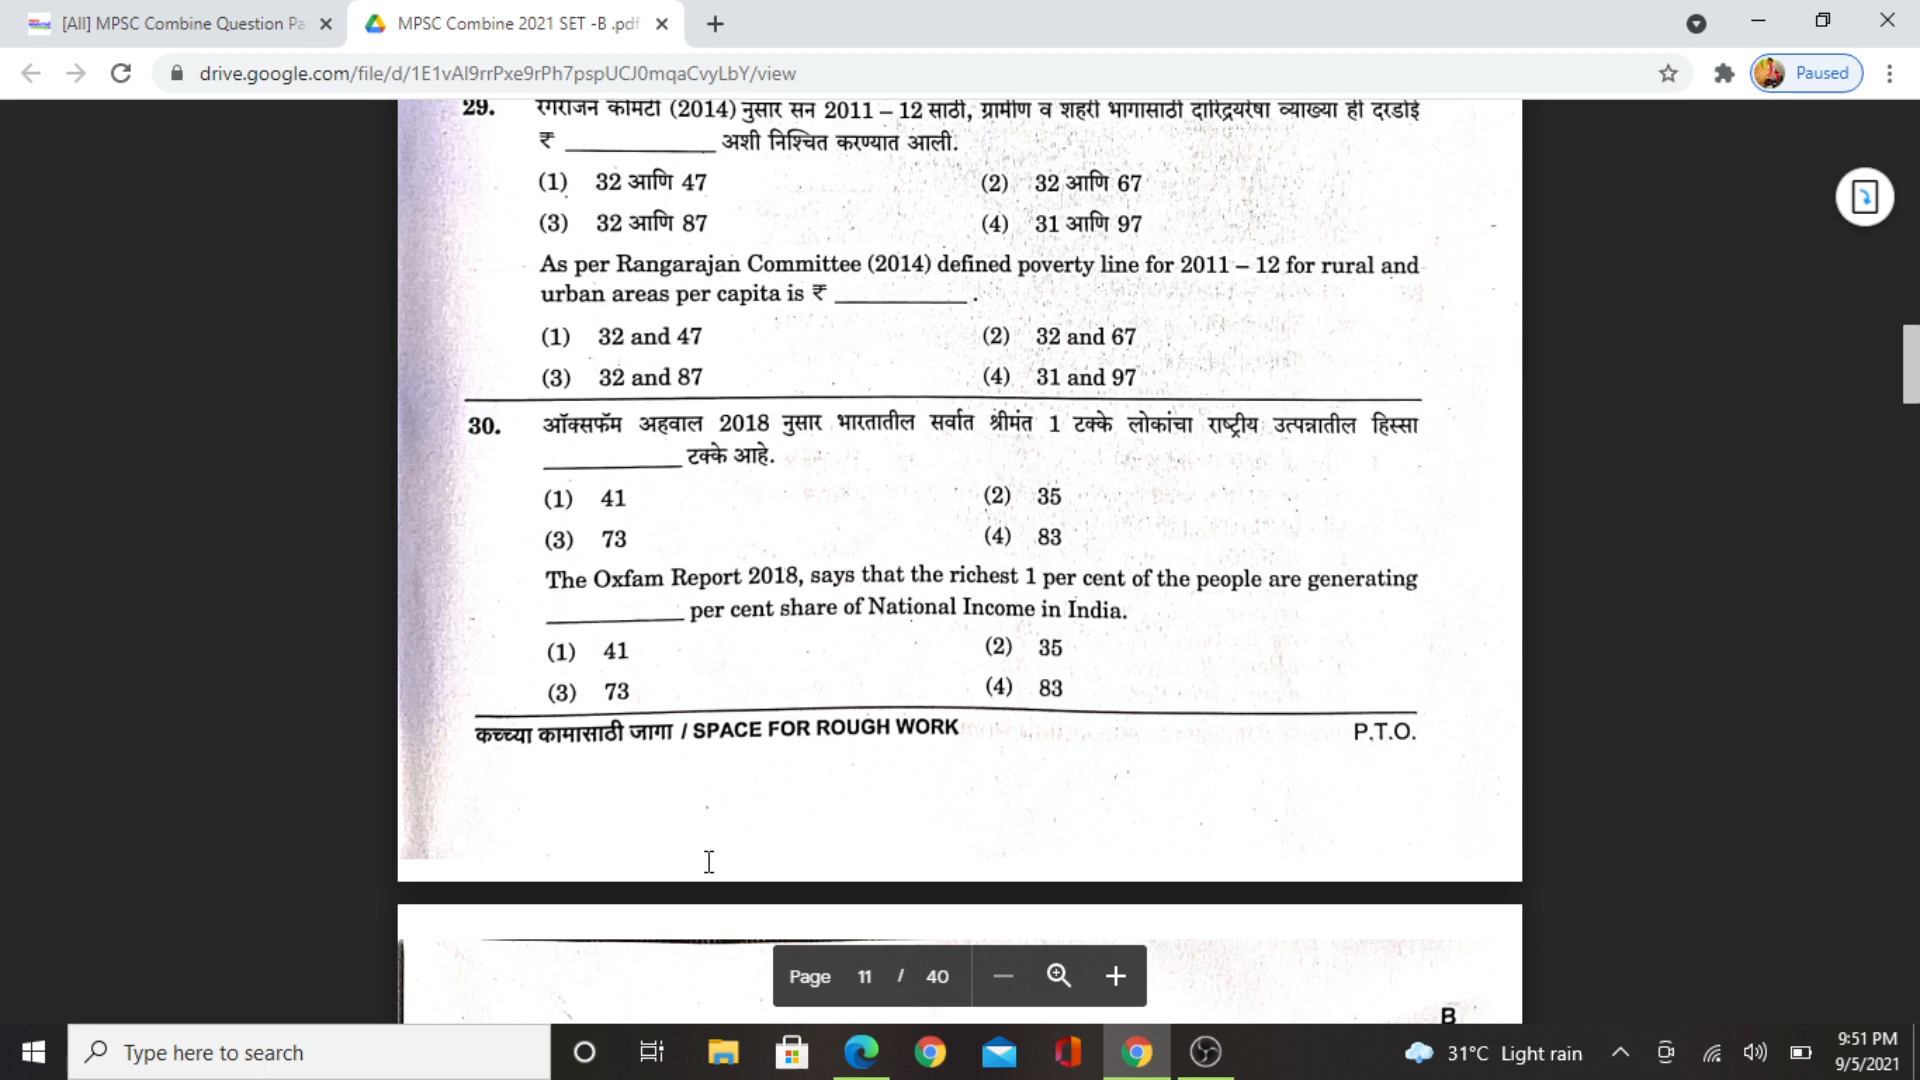 [All] MPSC Combine Question Pa
MPSC Combine 2021 SET -B .pdf
drive.google.com/file/d/1E1vAl9rrPxe9rPh7pspUCJ0mqaCvyLbY/view
Paused
29. रंगराजन कमिटी (2014) नुसार सन 2011 – 12 साठी, ग्रामीण व शहरी भागासाठी दारिद्र्यरेषा व्याख्या ही दरडोई
₹ __________ अशी निश्चित करण्यात आली.
(1) 32 आणि 47 (2) 32 आणि 67
(3) 32 आणि 87 (4) 31 आणि 97
As per Rangarajan Committee (2014) defined poverty line for 2011 – 12 for rural and
urban areas per capita is ₹ __________ .
(1) 32 and 47 (2) 32 and 67
(3) 32 and 87 (4) 31 and 97
30. ऑक्सफॅम अहवाल 2018 नुसार भारतातील सर्वात श्रीमंत 1 टक्के लोकांचा राष्ट्रीय उत्पन्नातील हिस्सा
__________ टक्के आहे.
(1) 41 (2) 35
(3) 73 (4) 83
The Oxfam Report 2018, says that the richest 1 per cent of the people are generating
__________ per cent share of National Income in India.
(1) 41 (2) 35
(3) 73 (4) 83
कच्च्या कामासाठी जागा / SPACE FOR ROUGH WORK P.T.O.
Page 11 / 40
B
Type here to search
31°C Light rain
9:51 PM
9/5/2021